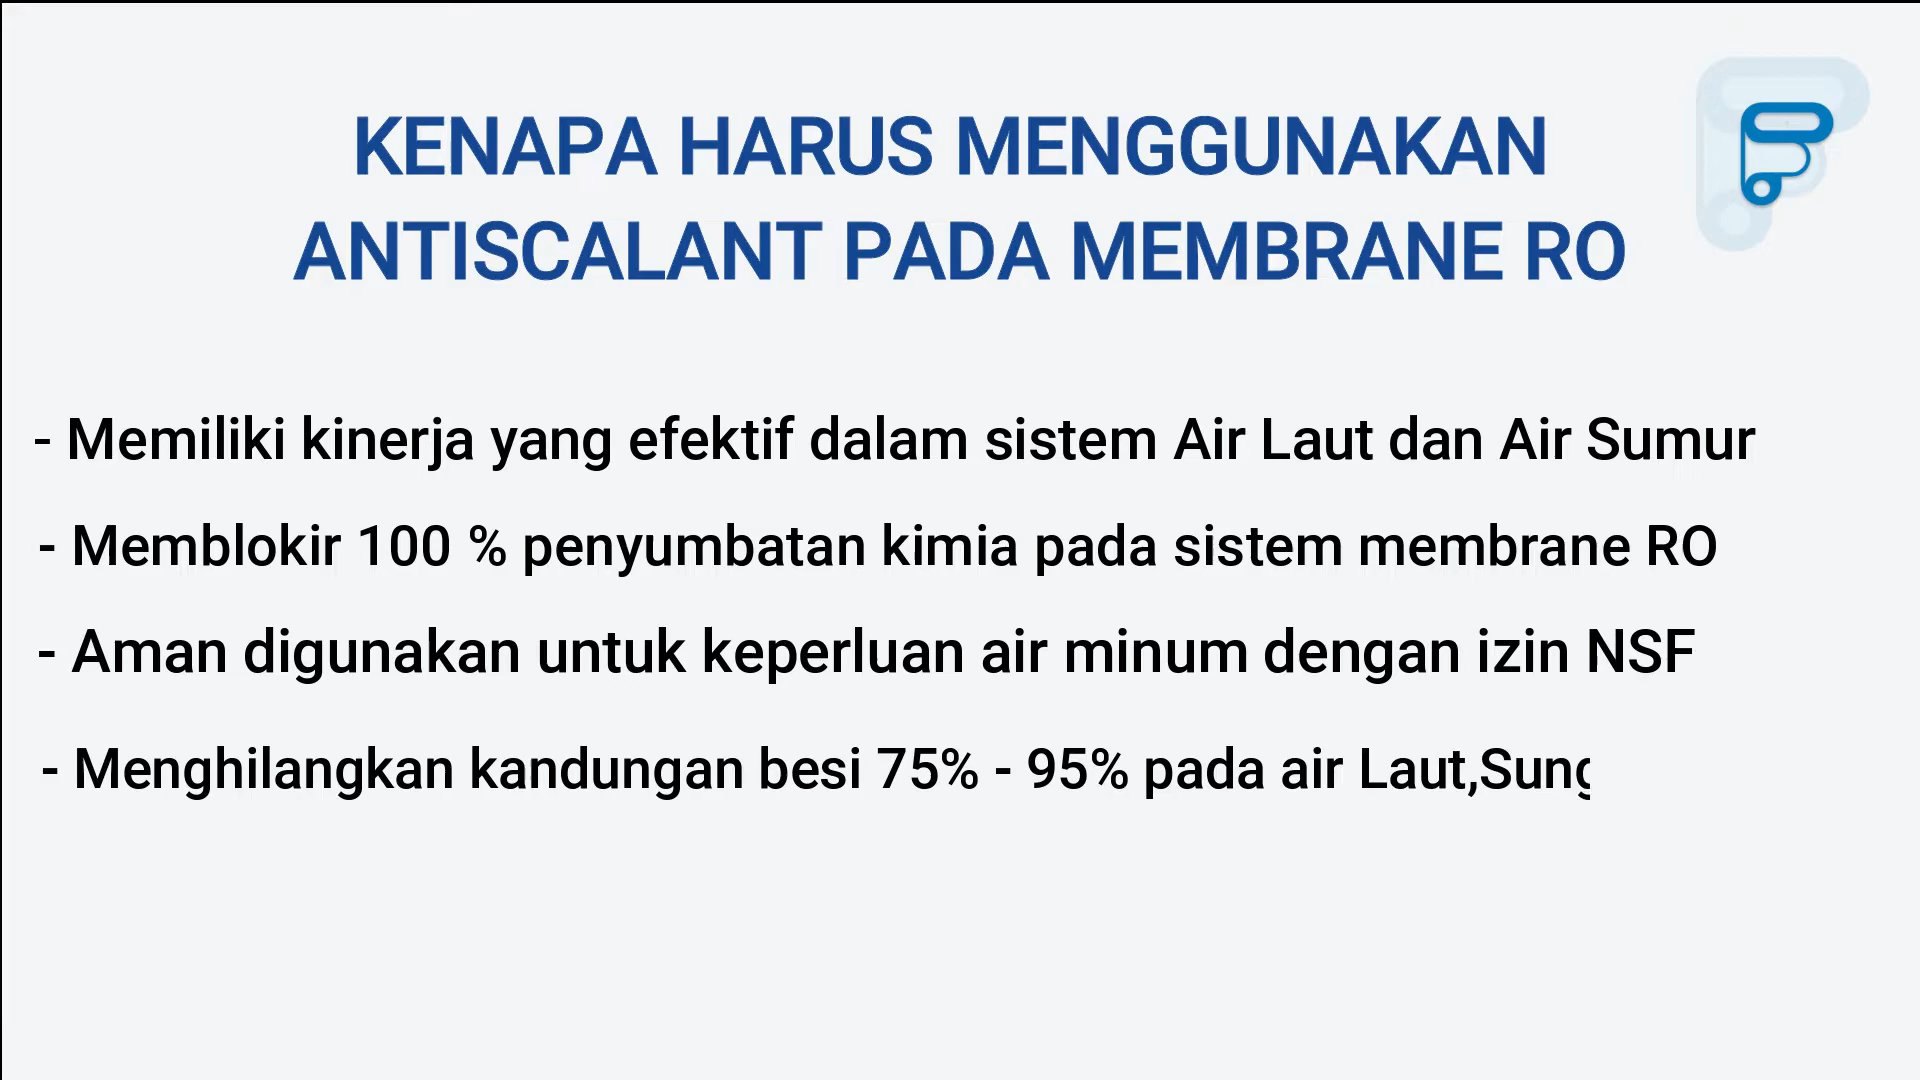 KENAPA HARUS MENGGUNAKAN
ANTISCALANT PADA MEMBRANE RO
- Memiliki kinerja yang efektif dalam sistem Air Laut dan Air Sumur
- Memblokir 100 % penyumbatan kimia pada sistem membrane RO
- Aman digunakan untuk keperluan air minum dengan izin NSF
- Menghilangkan kandungan besi 75% - 95% pada air Laut,